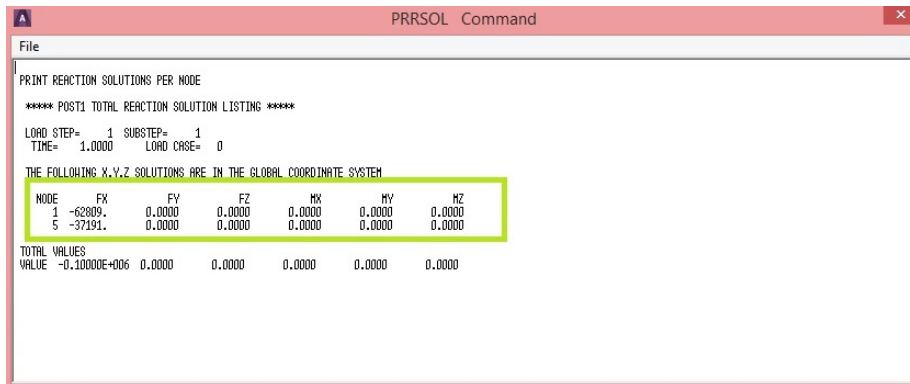 PRRSOL Command
File
PRINT REACTION SOLUTIONS PER NODE
***** POST1 TOTAL REACTION SOLUTION LISTING *****
LOAD STEP= 1 SUBSTEP= 1
TIME= 1.0000 LOAD CASE= 0
THE FOLLOWING X,Y,Z SOLUTIONS ARE IN THE GLOBAL COORDINATE SYSTEM
NODE FX FY FZ MX MY MZ
1 -62809. 0.0000 0.0000 0.0000 0.0000 0.0000
5 -37191. 0.0000 0.0000 0.0000 0.0000 0.0000
TOTAL VALUES
VALUE -0.10000E+006 0.0000 0.0000 0.0000 0.0000 0.0000